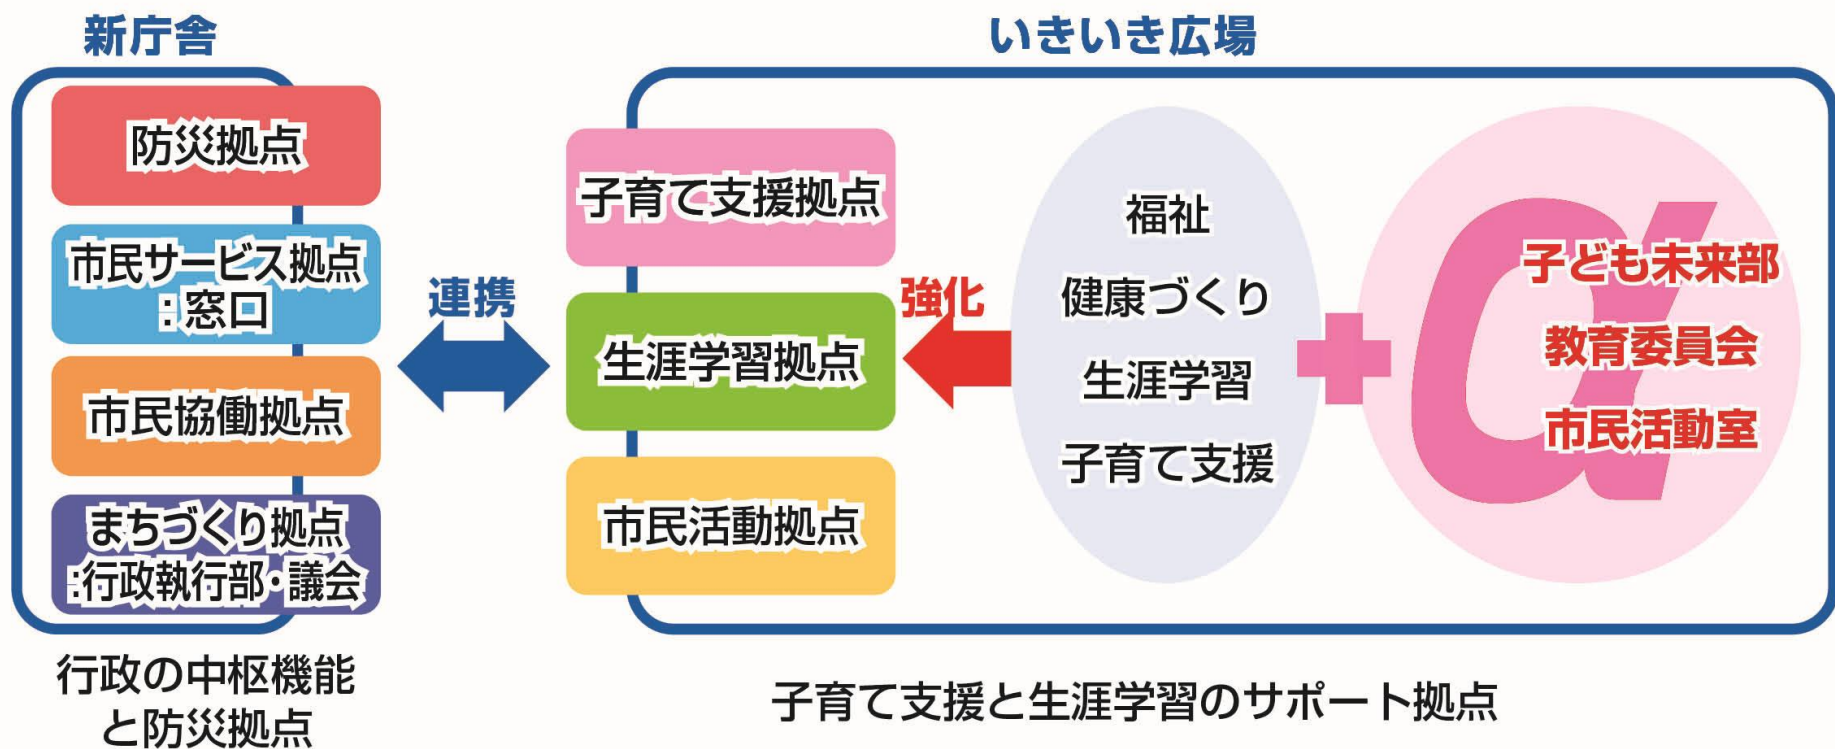 新庁舎
防災拠点
市民サービス拠点
:窓口
市民協働拠点
まちづくり拠点
:行政執行部・議会
行政の中枢機能
と防災拠点
連携
いきいき広場
子育て支援拠点
生涯学習拠点
市民活動拠点
強化
福祉
健康づくり
生涯学習
子育て支援
+
α
子ども未来部
教育委員会
市民活動室
子育て支援と生涯学習のサポート拠点